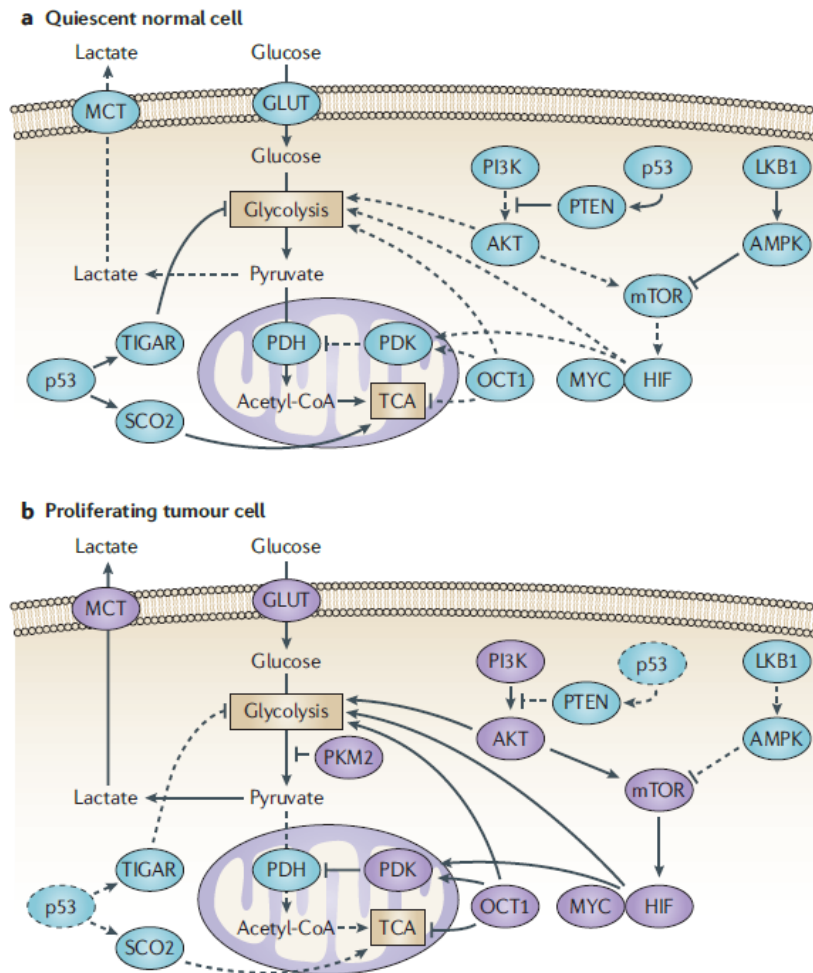 a Quiescent normal cell
Lactate
Glucose
MCT
GLUT
Glucose
PI3K
p53
LKB1
Glycolysis
PTEN
AKT
AMPK
Lactate
Pyruvate
mTOR
TIGAR
PDH
PDK
p53
OCT1
MYC
HIF
Acetyl-CoA
TCA
SCO2
b Proliferating tumour cell
Lactate
Glucose
MCT
GLUT
Glucose
PI3K
p53
LKB1
Glycolysis
PTEN
AKT
AMPK
PKM2
Lactate
Pyruvate
mTOR
TIGAR
PDH
PDK
p53
OCT1
MYC
HIF
Acetyl-CoA
TCA
SCO2